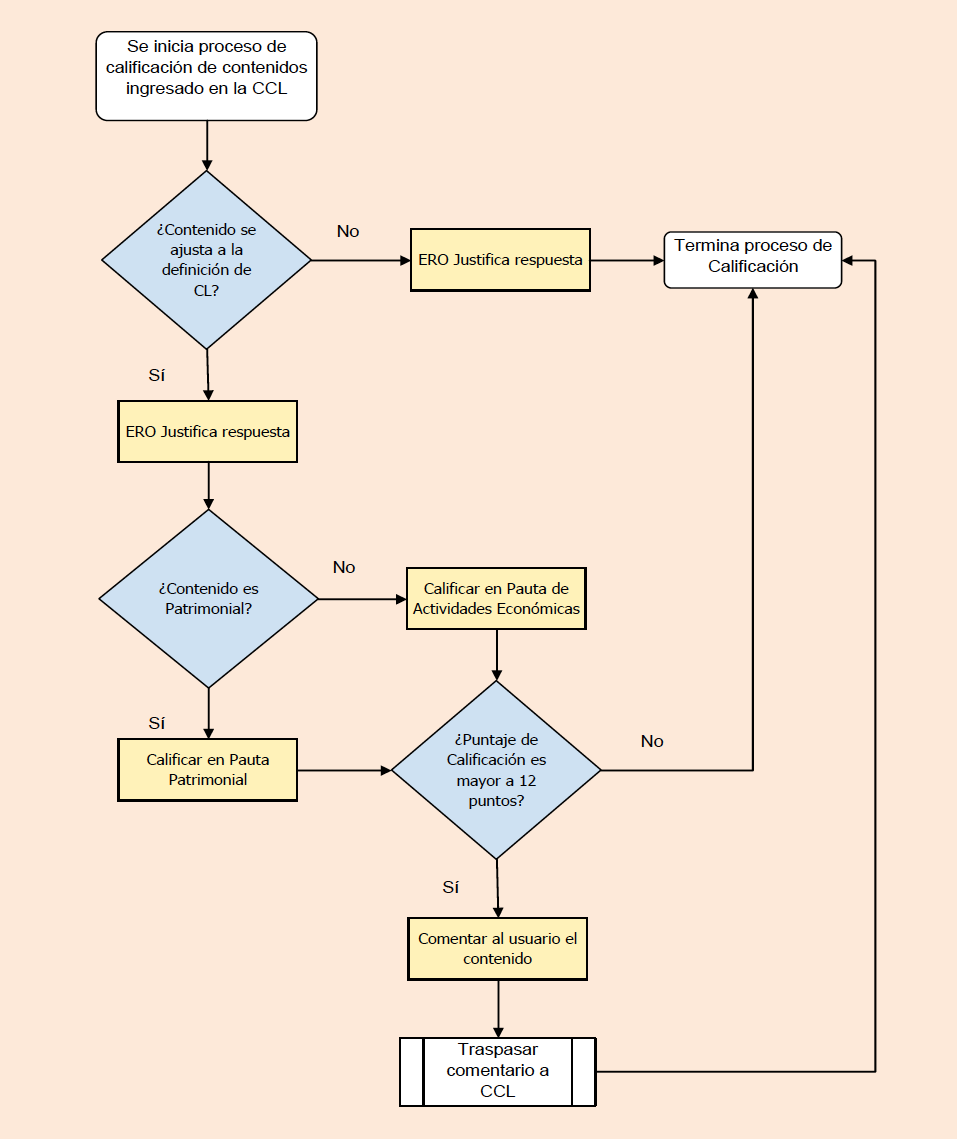 Se inicia proceso de
calificación de contenidos
ingresado en la CCL
¿Contenido se
ajusta a la
definición de
CL?
No
ERO Justifica respuesta
Termina proceso de
Calificación
Sí
ERO Justifica respuesta
¿Contenido es
Patrimonial?
No
Calificar en Pauta de
Actividades Económicas
Sí
Calificar en Pauta
Patrimonial
¿Puntaje de
Calificación es
mayor a 12
puntos?
No
Sí
Comentar al usuario el
contenido
Traspasar
comentario a
CCL